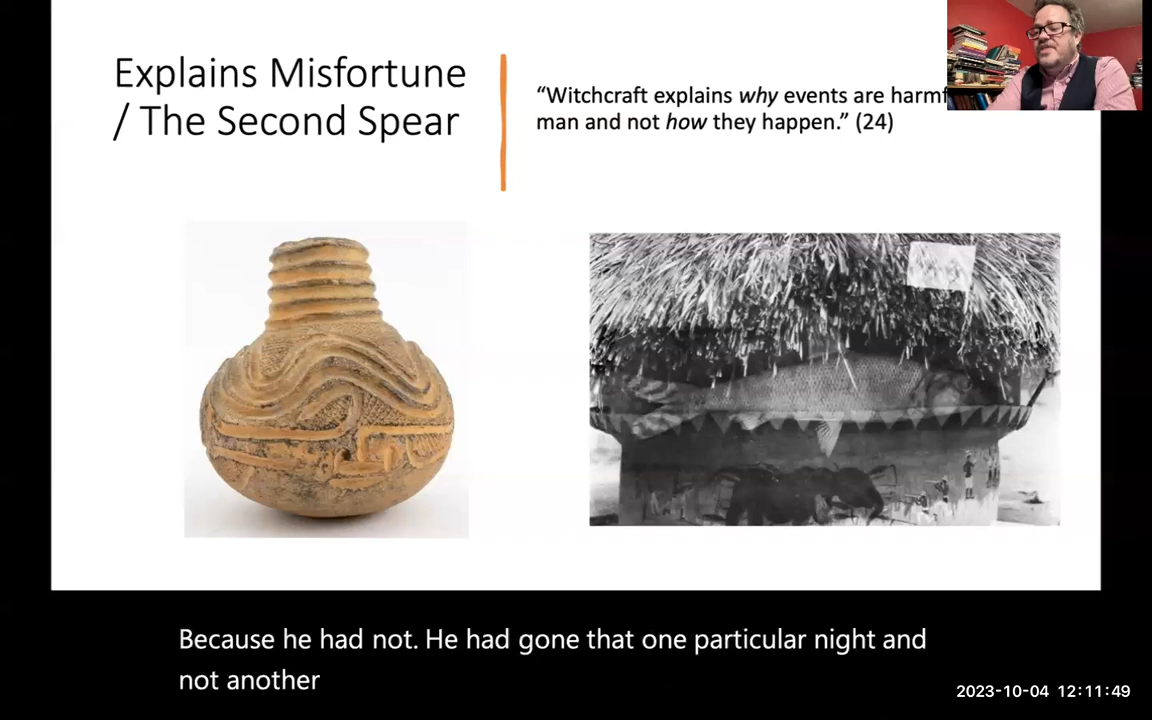 Explains Misfortune
/ The Second Spear
“Witchcraft explains why events are harmf
man and not how they happen.” (24)
Because he had not. He had gone that one particular night and
not another
2023-10-04 12:11:49